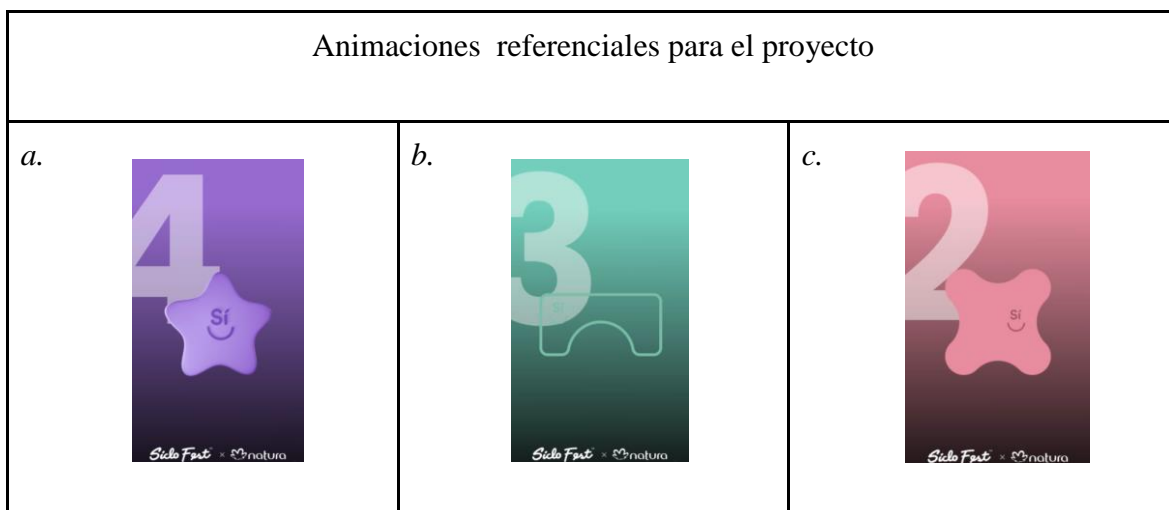 Animaciones referenciales para el proyecto
a.
4
Sí
Siclo Fest × natura
b.
3
Sí
Siclo Fest × natura
c.
2
Sí
Siclo Fest × natura